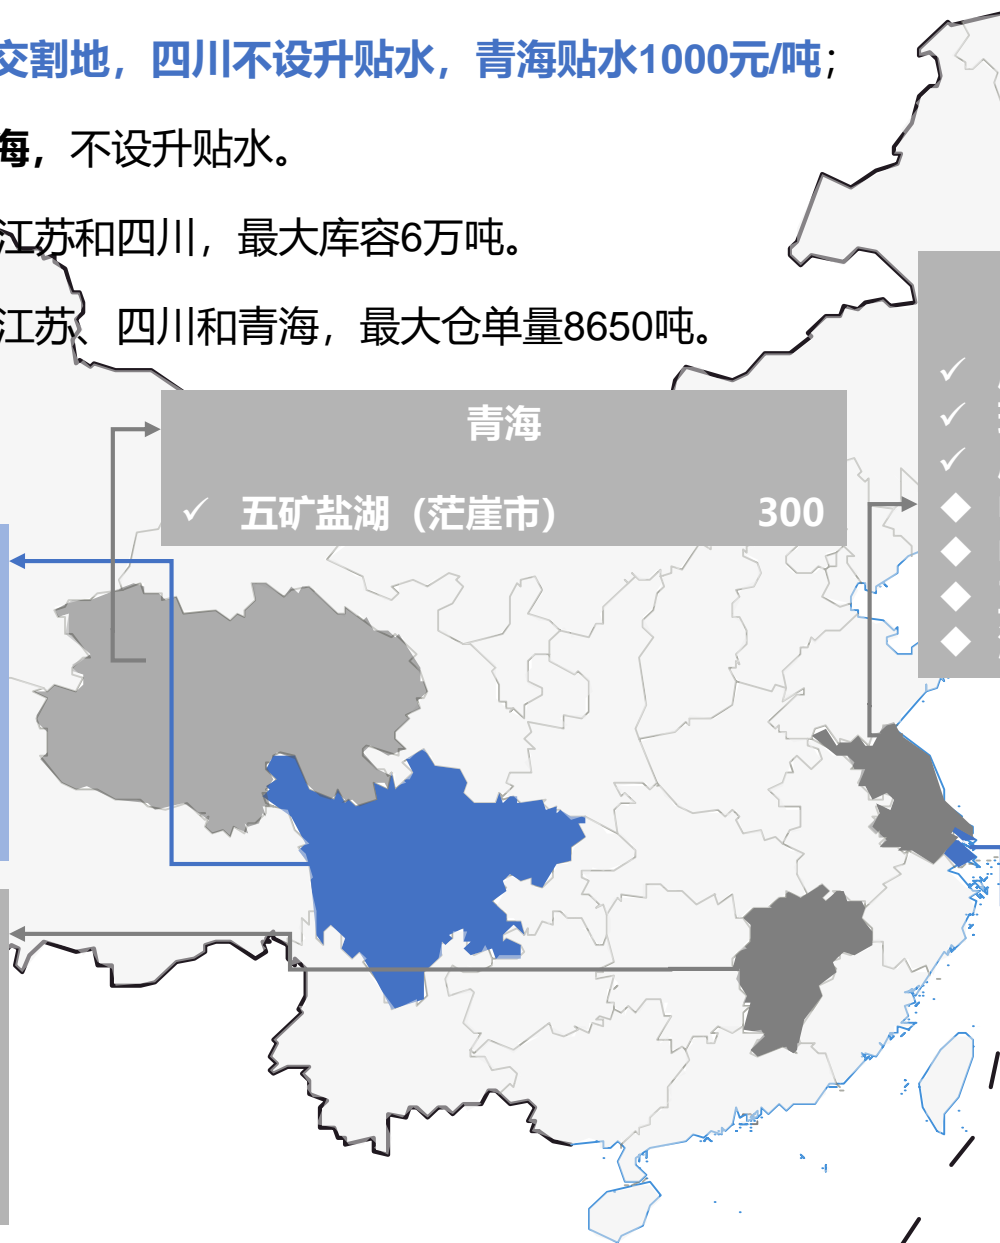 交割地，四川不设升贴水，青海贴水1000元/吨；
海，不设升贴水。
江苏和四川，最大库容6万吨。
江苏、四川和青海，最大仓单量8650吨。
青海
✓ 五矿盐湖（茫崖市） 300